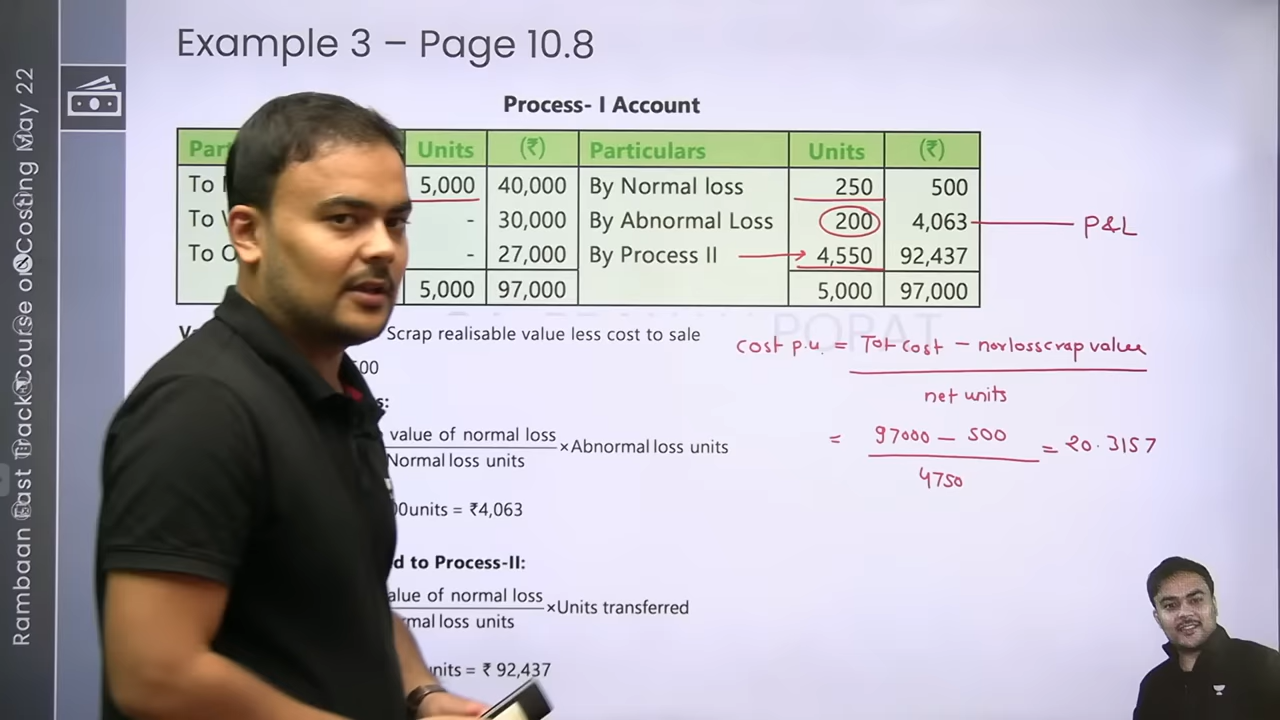 Rambaan Fast Track Course on Costing May 22
Example 3 – Page 10.8
Process- I Account
Units (₹) Particulars Units (₹)
To 5,000 40,000 By Normal loss 250 500
To - 30,000 By Abnormal Loss 200 4,063 P&L
To - 27,000 By Process II 4,550 92,437
5,000 97,000 5,000 97,000
Scrap realisable value less cost to sale
cost p.u. = Tot cost - nor loss scrap value
net units
= 97000 - 500 = 20.3157
4750
value of normal loss ×Abnormal loss units
Normal loss units
units = ₹4,063
to Process-II:
of normal loss ×Units transferred
loss units
= ₹ 92,437